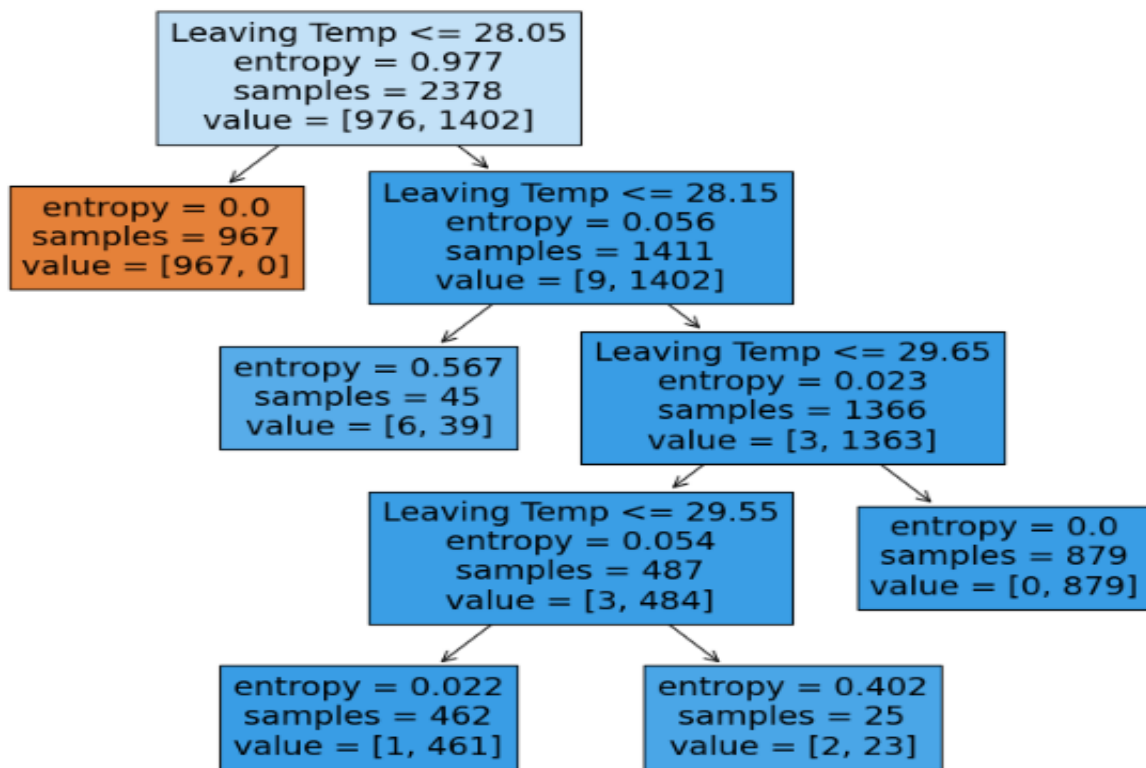 Leaving Temp <= 28.05
entropy = 0.977
samples = 2378
value = [976, 1402]
entropy = 0.0
samples = 967
value = [967, 0]
Leaving Temp <= 28.15
entropy = 0.056
samples = 1411
value = [9, 1402]
entropy = 0.567
samples = 45
value = [6, 39]
Leaving Temp <= 29.65
entropy = 0.023
samples = 1366
value = [3, 1363]
Leaving Temp <= 29.55
entropy = 0.054
samples = 487
value = [3, 484]
entropy = 0.0
samples = 879
value = [0, 879]
entropy = 0.022
samples = 462
value = [1, 461]
entropy = 0.402
samples = 25
value = [2, 23]